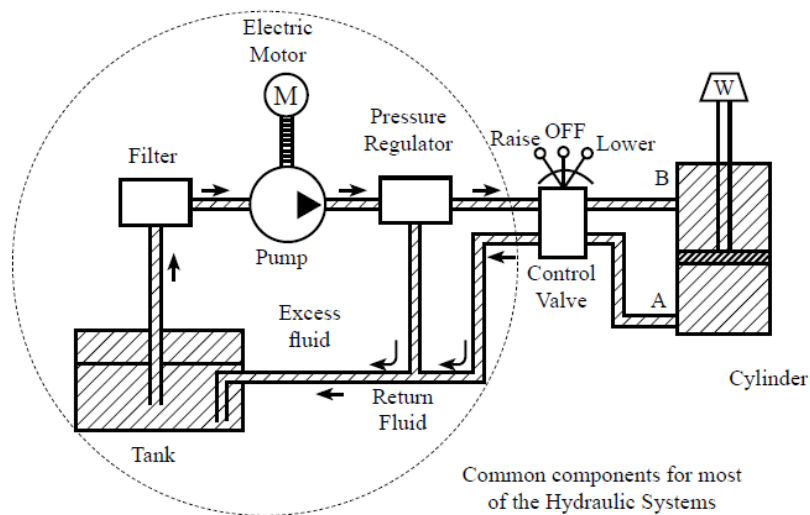 Electric
Motor
M
Pressure
Regulator
Raise
OFF
Lower
W
Filter
B
Pump
Control
Valve
A
Excess
fluid
Return
Fluid
Cylinder
Tank
Common components for most
of the Hydraulic Systems